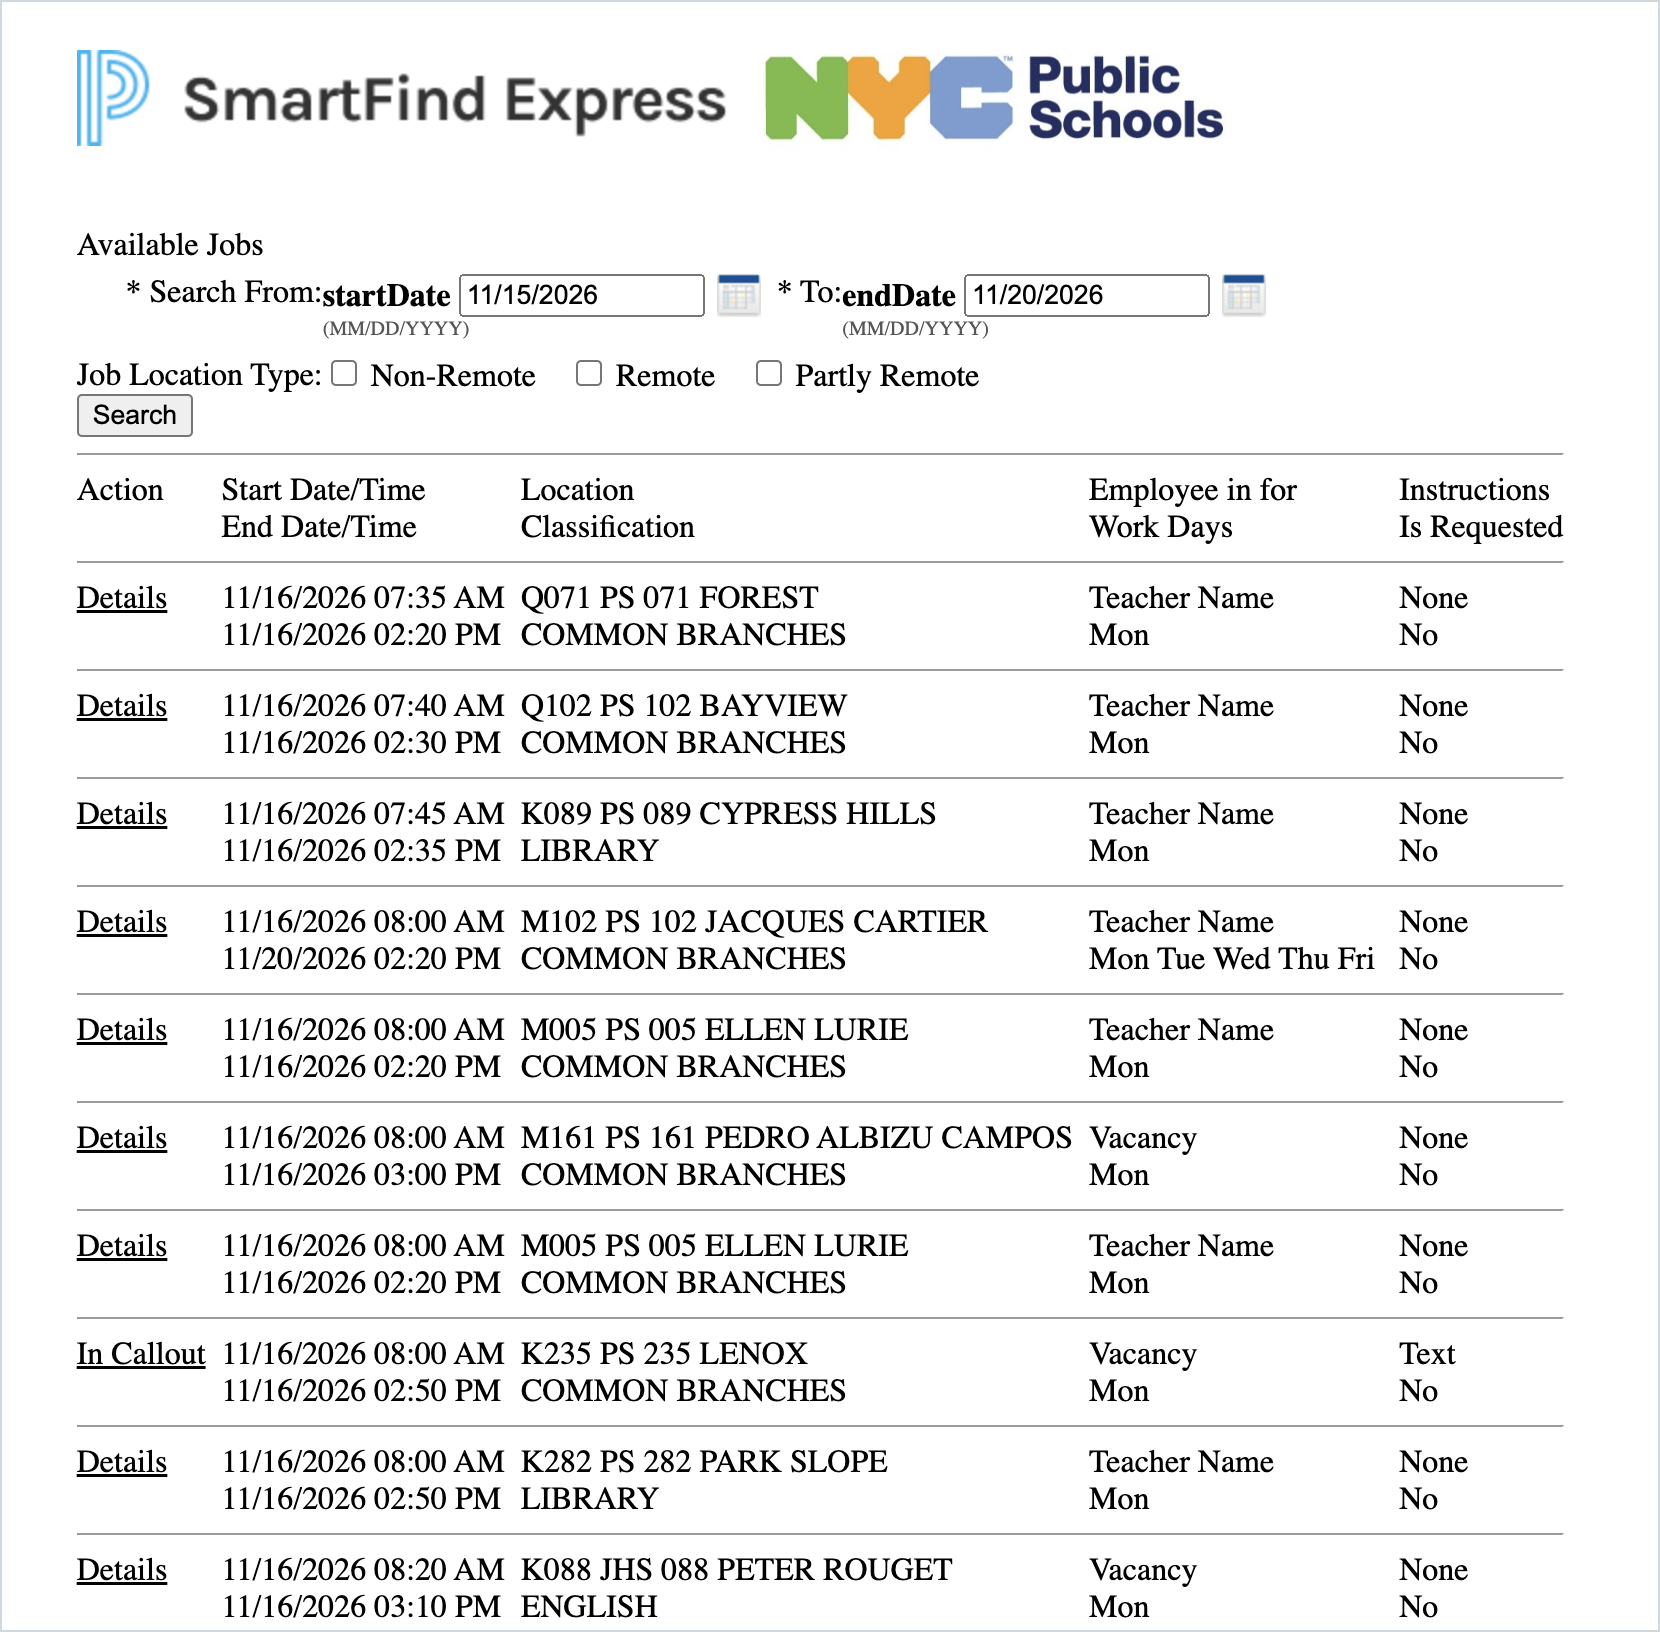 SmartFind Express NYC™ Public Schools
Available Jobs
* Search From:startDate 11/15/2026 * To:endDate 11/20/2026
(MM/DD/YYYY) (MM/DD/YYYY)
Job Location Type: Non-Remote Remote Partly Remote
Search
Action Start Date/Time Location Employee in for Instructions
End Date/Time Classification Work Days Is Requested
Details 11/16/2026 07:35 AM Q071 PS 071 FOREST Teacher Name None
11/16/2026 02:20 PM COMMON BRANCHES Mon No
Details 11/16/2026 07:40 AM Q102 PS 102 BAYVIEW Teacher Name None
11/16/2026 02:30 PM COMMON BRANCHES Mon No
Details 11/16/2026 07:45 AM K089 PS 089 CYPRESS HILLS Teacher Name None
11/16/2026 02:35 PM LIBRARY Mon No
Details 11/16/2026 08:00 AM M102 PS 102 JACQUES CARTIER Teacher Name None
11/20/2026 02:20 PM COMMON BRANCHES Mon Tue Wed Thu Fri No
Details 11/16/2026 08:00 AM M005 PS 005 ELLEN LURIE Teacher Name None
11/16/2026 02:20 PM COMMON BRANCHES Mon No
Details 11/16/2026 08:00 AM M161 PS 161 PEDRO ALBIZU CAMPOS Vacancy None
11/16/2026 03:00 PM COMMON BRANCHES Mon No
Details 11/16/2026 08:00 AM M005 PS 005 ELLEN LURIE Teacher Name None
11/16/2026 02:20 PM COMMON BRANCHES Mon No
In Callout 11/16/2026 08:00 AM K235 PS 235 LENOX Vacancy Text
11/16/2026 02:50 PM COMMON BRANCHES Mon No
Details 11/16/2026 08:00 AM K282 PS 282 PARK SLOPE Teacher Name None
11/16/2026 02:50 PM LIBRARY Mon No
Details 11/16/2026 08:20 AM K088 JHS 088 PETER ROUGET Vacancy None
11/16/2026 03:10 PM ENGLISH Mon No